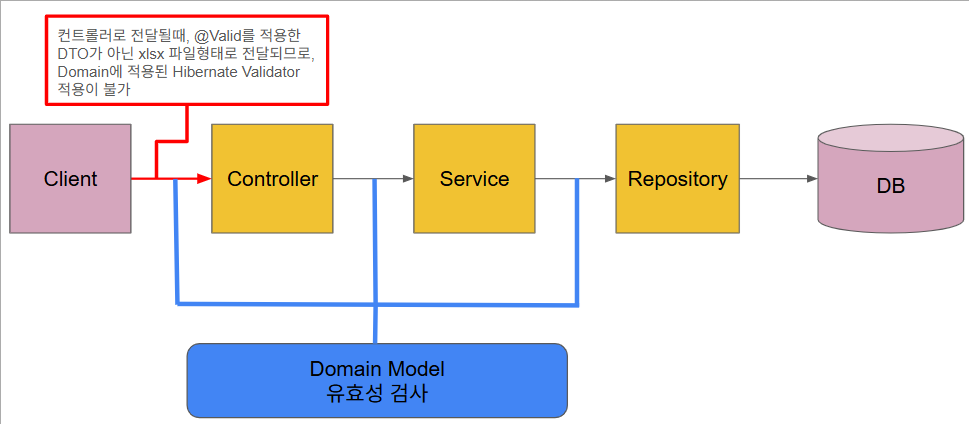 컨트롤러로 전달될때, @Valid를 적용한
DTO가 아닌 xlsx 파일형태로 전달되므로,
Domain에 적용된 Hibernate Validator
적용이 불가
Client
Controller
Service
Repository
DB
Domain Model
유효성 검사